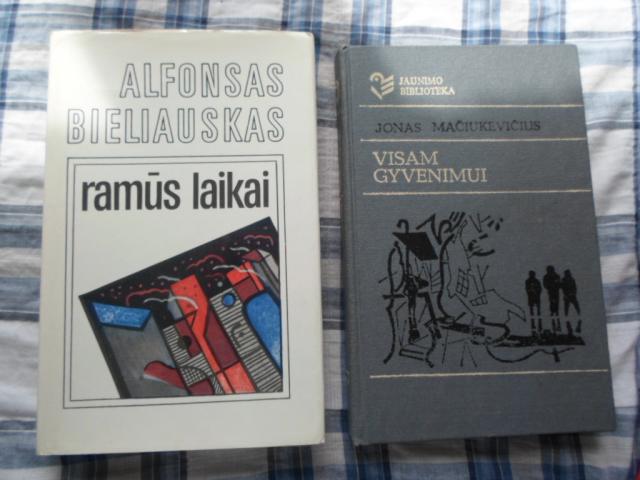 ALFONSAS
BIELIAUSKAS
ramūs laikai
JAUNIMO
BIBLIOTEKA
JONAS MAČIUKEVIČIUS
VISAM
GYVENIMUI